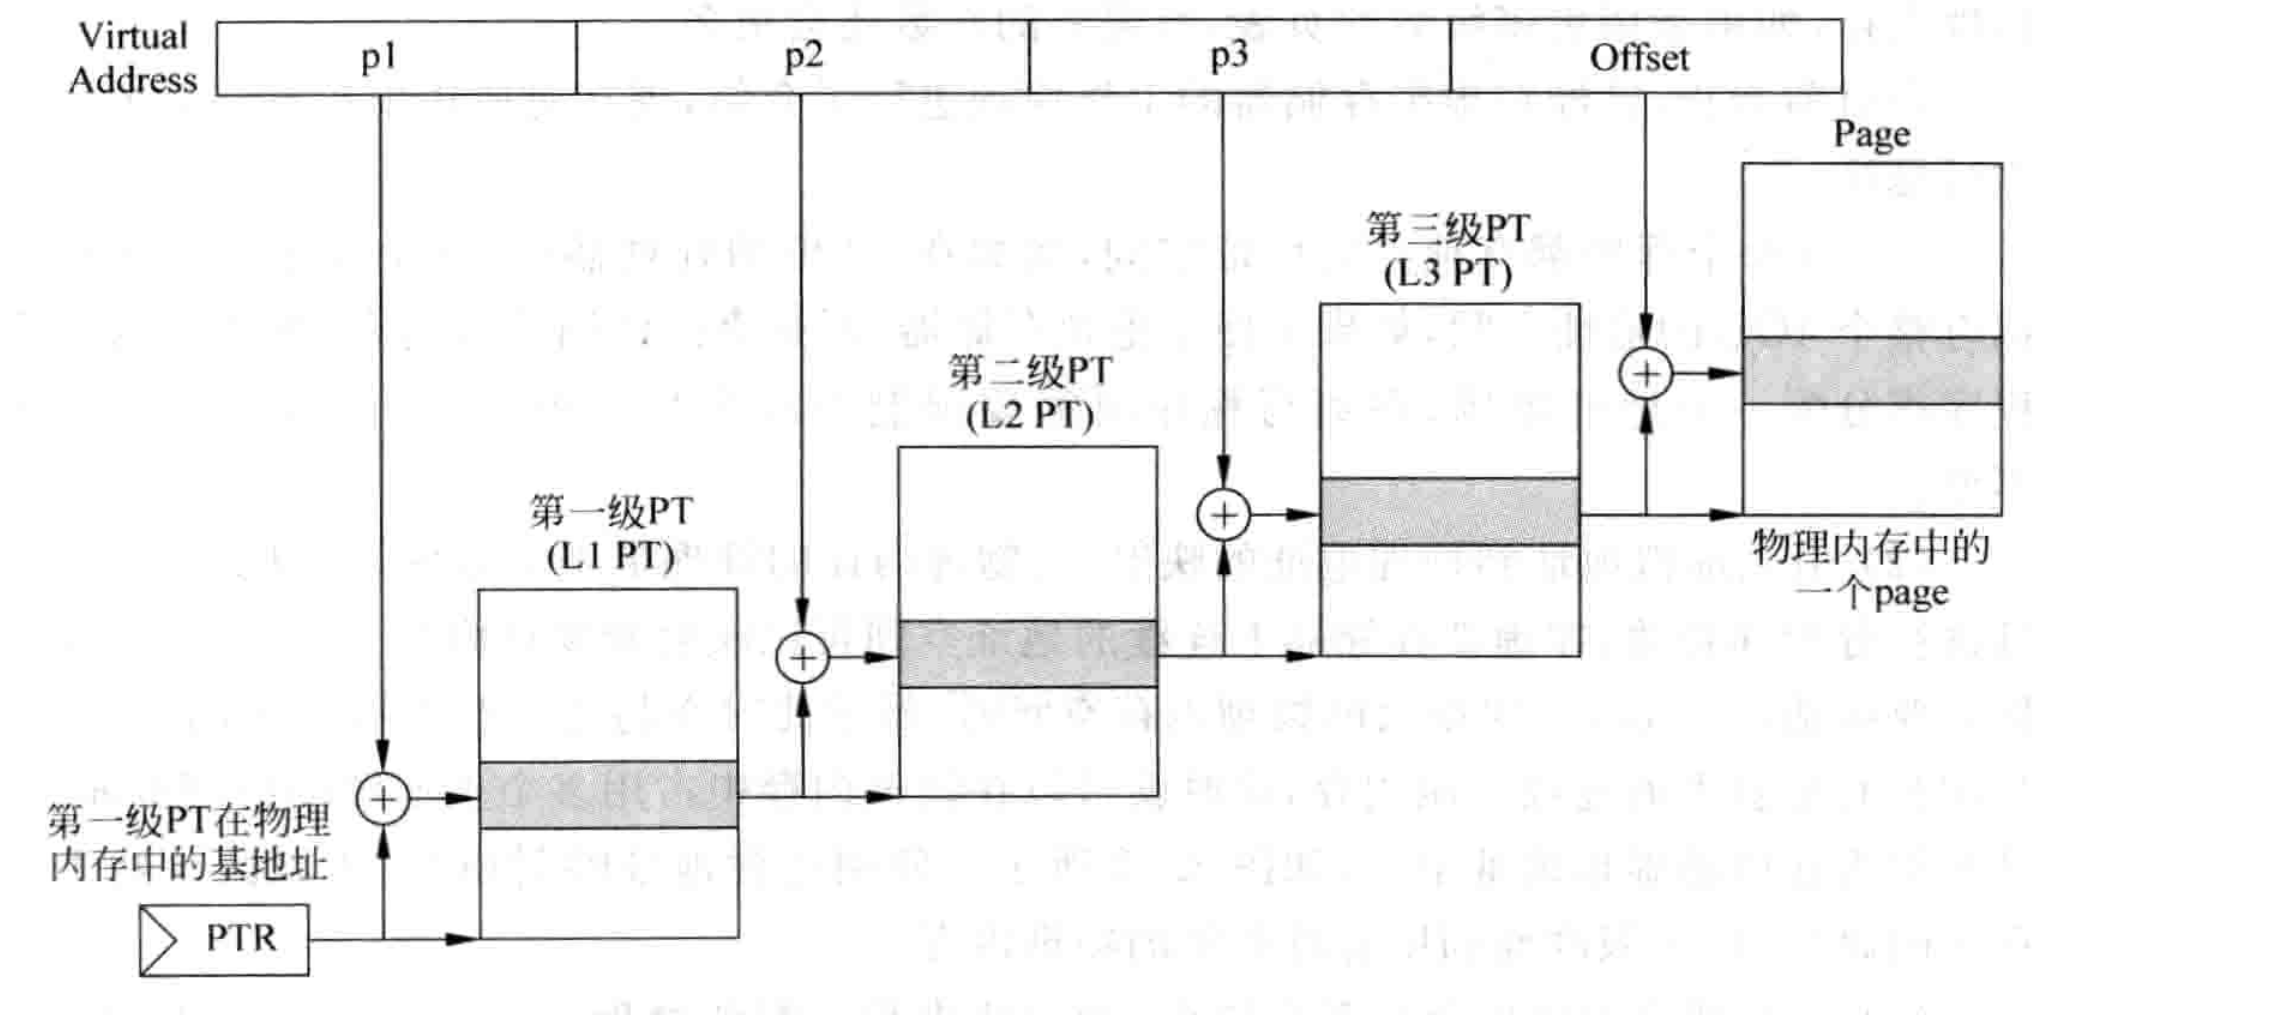 Virtual
Address
p1
p2
p3
Offset
Page
第三级PT
(L3 PT)
第二级PT
(L2 PT)
第一级PT
(L1 PT)
物理内存中的
一个page
第一级PT在物理
内存中的基地址
PTR